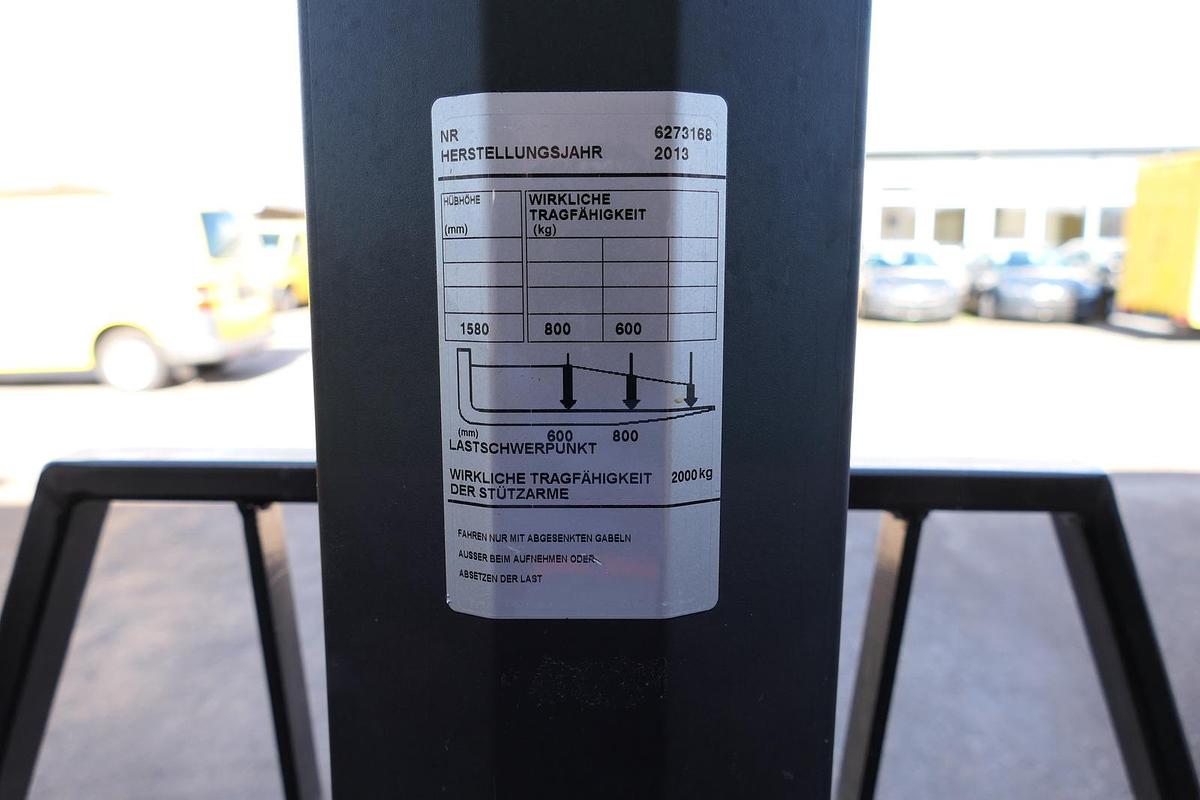 NR 6273168
HERSTELLUNGSJAHR 2013
HÜBHÖHE WIRKLICHE
TRAGFÄHIGKEIT
(mm) (kg)
1580 800 600
(mm) 600 800
LASTSCHWERPUNKT
WIRKLICHE TRAGFÄHIGKEIT 2000 kg
DER STÜTZARME
FAHREN NUR MIT ABGESENKTEN GABELN
AUSSER BEIM AUFNEHMEN ODER
ABSETZEN DER LAST